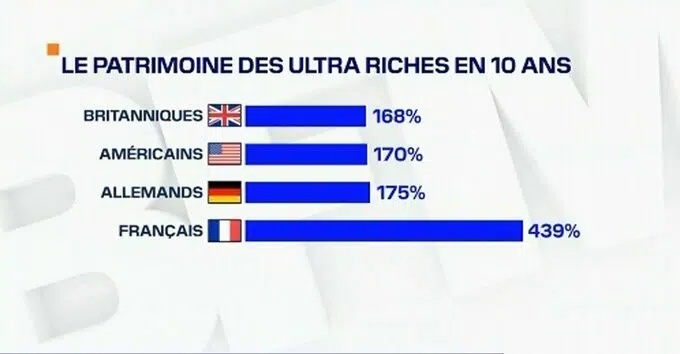 LE PATRIMOINE DES ULTRA RICHES EN 10 ANS
BRITANNIQUES 168%
AMÉRICAINS 170%
ALLEMANDS 175%
FRANÇAIS 439%